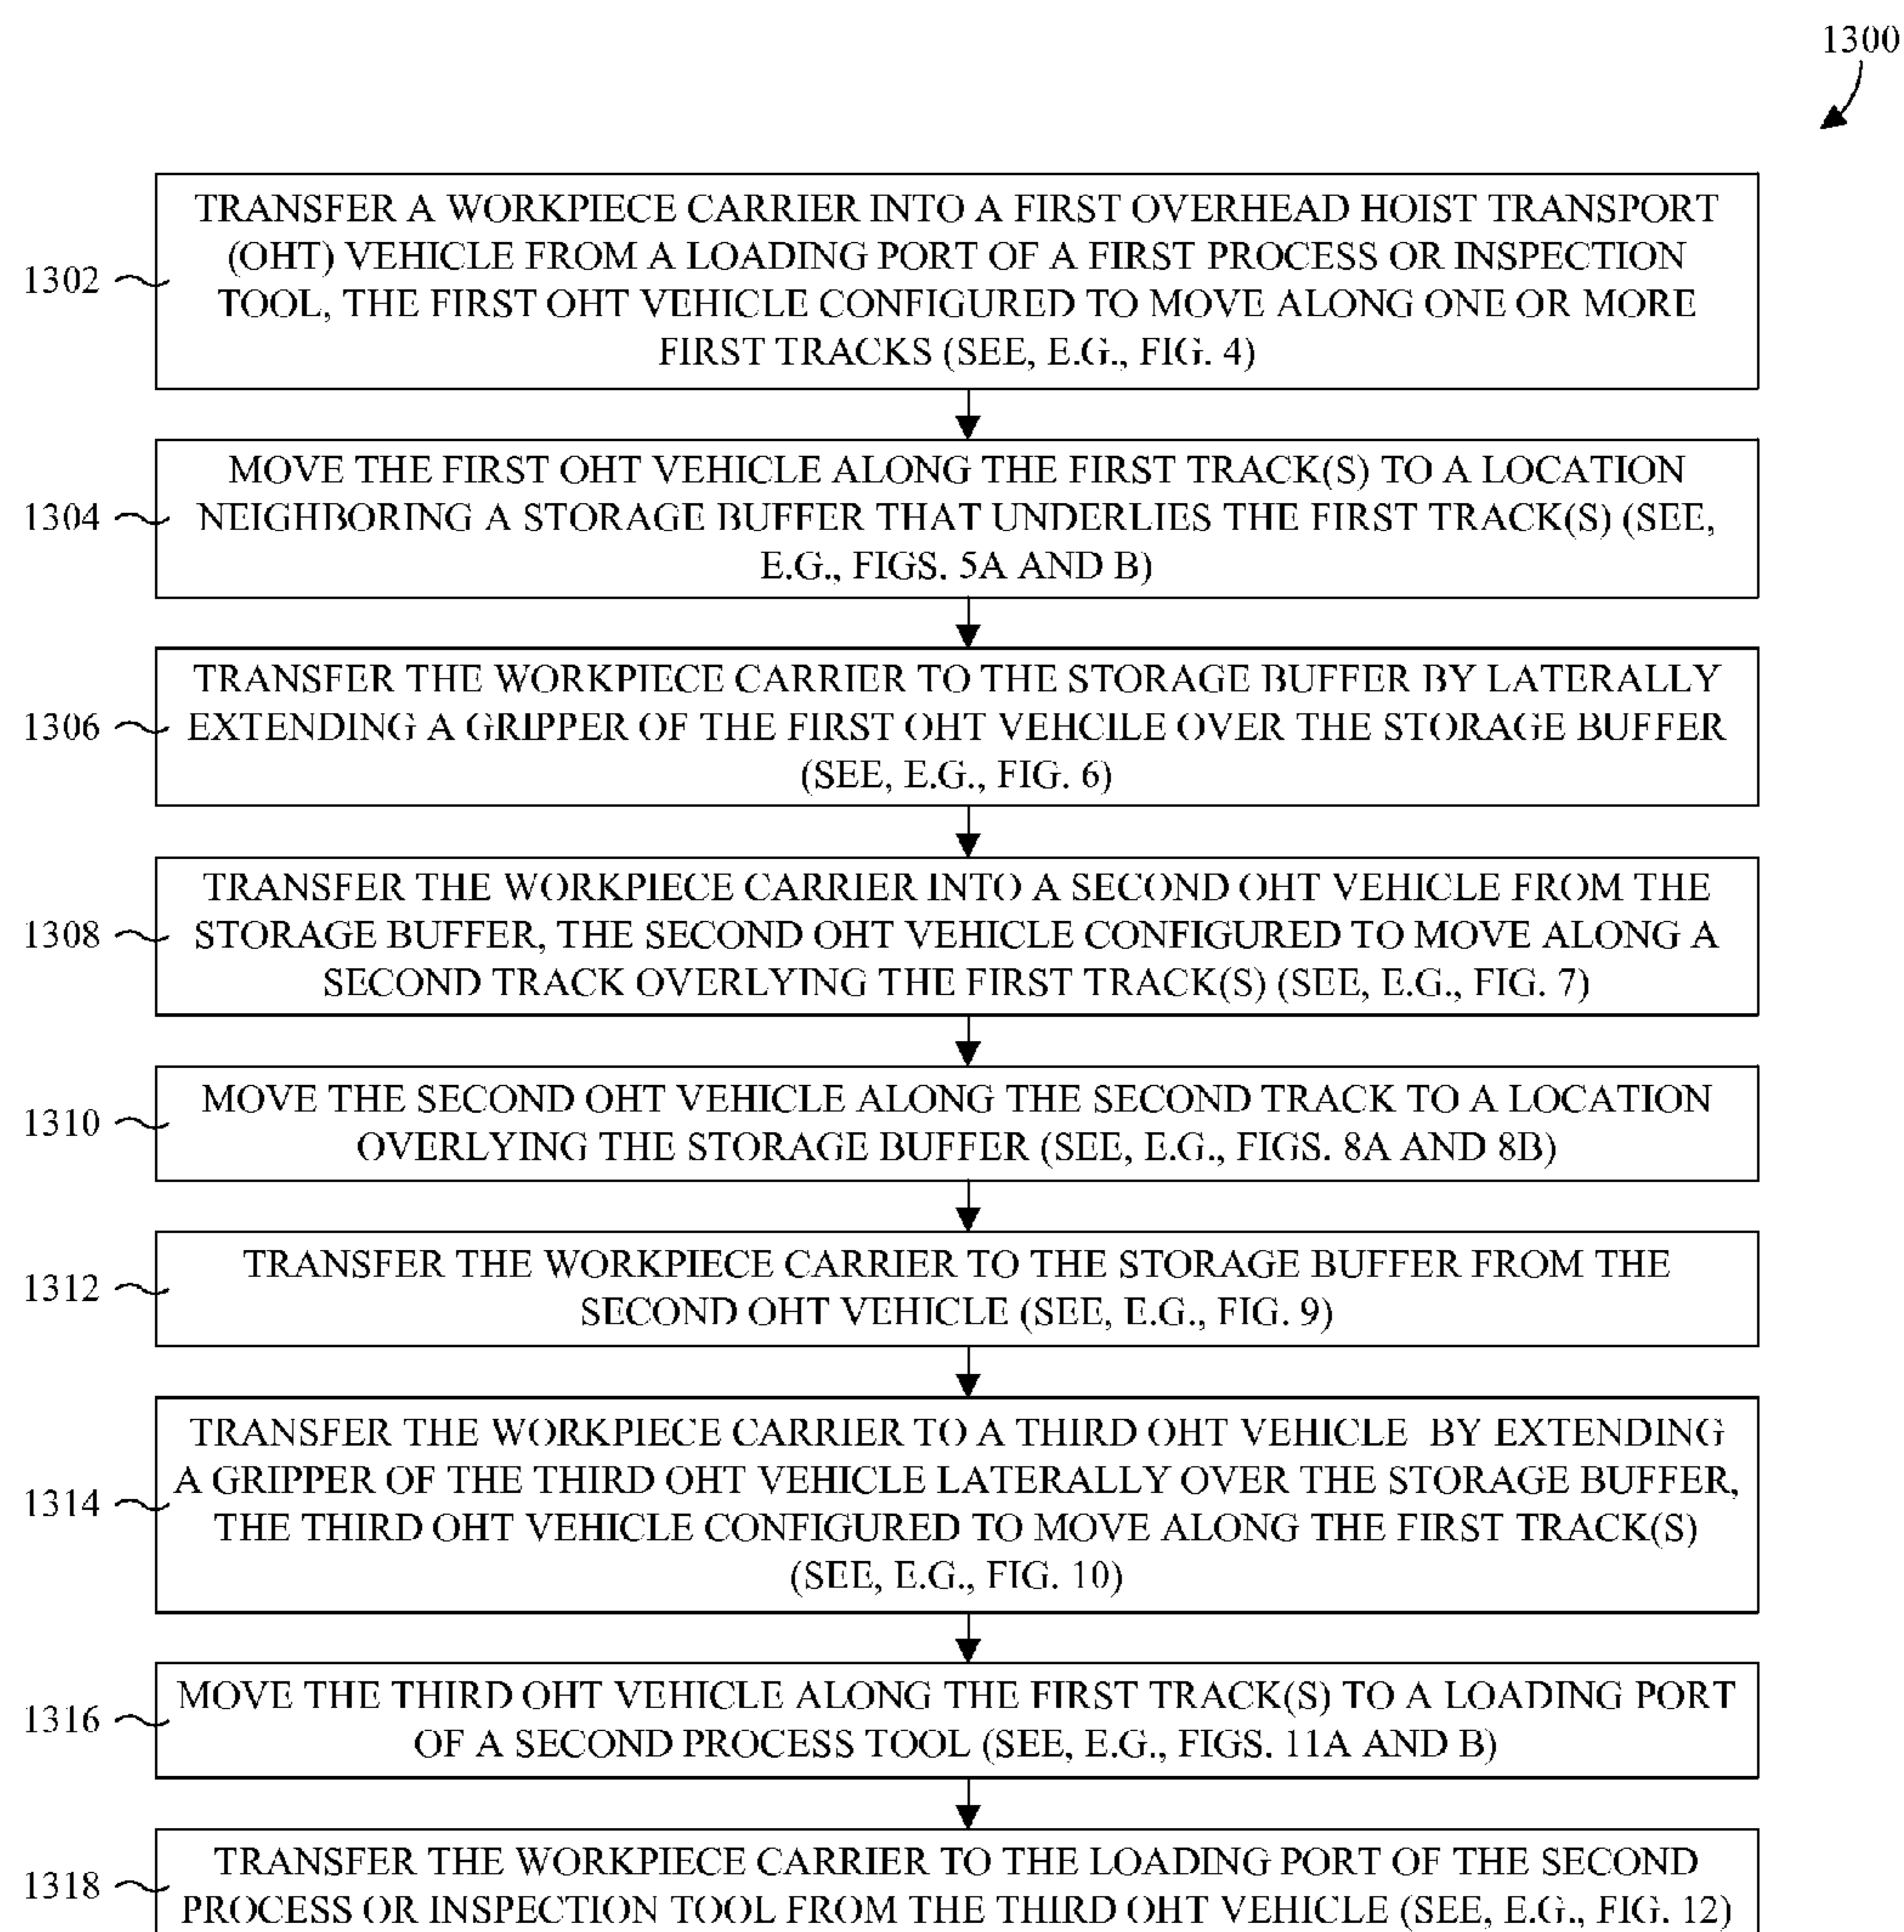 1300
1302
TRANSFER A WORKPIECE CARRIER INTO A FIRST OVERHEAD HOIST TRANSPORT
(OHT) VEHICLE FROM A LOADING PORT OF A FIRST PROCESS OR INSPECTION
TOOL, THE FIRST OHT VEHICLE CONFIGURED TO MOVE ALONG ONE OR MORE
FIRST TRACKS (SEE, E.G., FIG. 4)
1304
MOVE THE FIRST OHT VEHICLE ALONG THE FIRST TRACK(S) TO A LOCATION
NEIGHBORING A STORAGE BUFFER THAT UNDERLIES THE FIRST TRACK(S) (SEE,
E.G., FIGS. 5A AND B)
1306
TRANSFER THE WORKPIECE CARRIER TO THE STORAGE BUFFER BY LATERALLY
EXTENDING A GRIPPER OF THE FIRST OHT VEHCILE OVER THE STORAGE BUFFER
(SEE, E.G., FIG. 6)
1308
TRANSFER THE WORKPIECE CARRIER INTO A SECOND OHT VEHICLE FROM THE
STORAGE BUFFER, THE SECOND OHT VEHICLE CONFIGURED TO MOVE ALONG A
SECOND TRACK OVERLYING THE FIRST TRACK(S) (SEE, E.G., FIG. 7)
1310
MOVE THE SECOND OHT VEHICLE ALONG THE SECOND TRACK TO A LOCATION
OVERLYING THE STORAGE BUFFER (SEE, E.G., FIGS. 8A AND 8B)
1312
TRANSFER THE WORKPIECE CARRIER TO THE STORAGE BUFFER FROM THE
SECOND OHT VEHICLE (SEE, E.G., FIG. 9)
1314
TRANSFER THE WORKPIECE CARRIER TO A THIRD OHT VEHICLE BY EXTENDING
A GRIPPER OF THE THIRD OHT VEHICLE LATERALLY OVER THE STORAGE BUFFER,
THE THIRD OHT VEHICLE CONFIGURED TO MOVE ALONG THE FIRST TRACK(S)
(SEE, E.G., FIG. 10)
1316
MOVE THE THIRD OHT VEHICLE ALONG THE FIRST TRACK(S) TO A LOADING PORT
OF A SECOND PROCESS TOOL (SEE, E.G., FIGS. 11A AND B)
1318
TRANSFER THE WORKPIECE CARRIER TO THE LOADING PORT OF THE SECOND
PROCESS OR INSPECTION TOOL FROM THE THIRD OHT VEHICLE (SEE, E.G., FIG. 12)